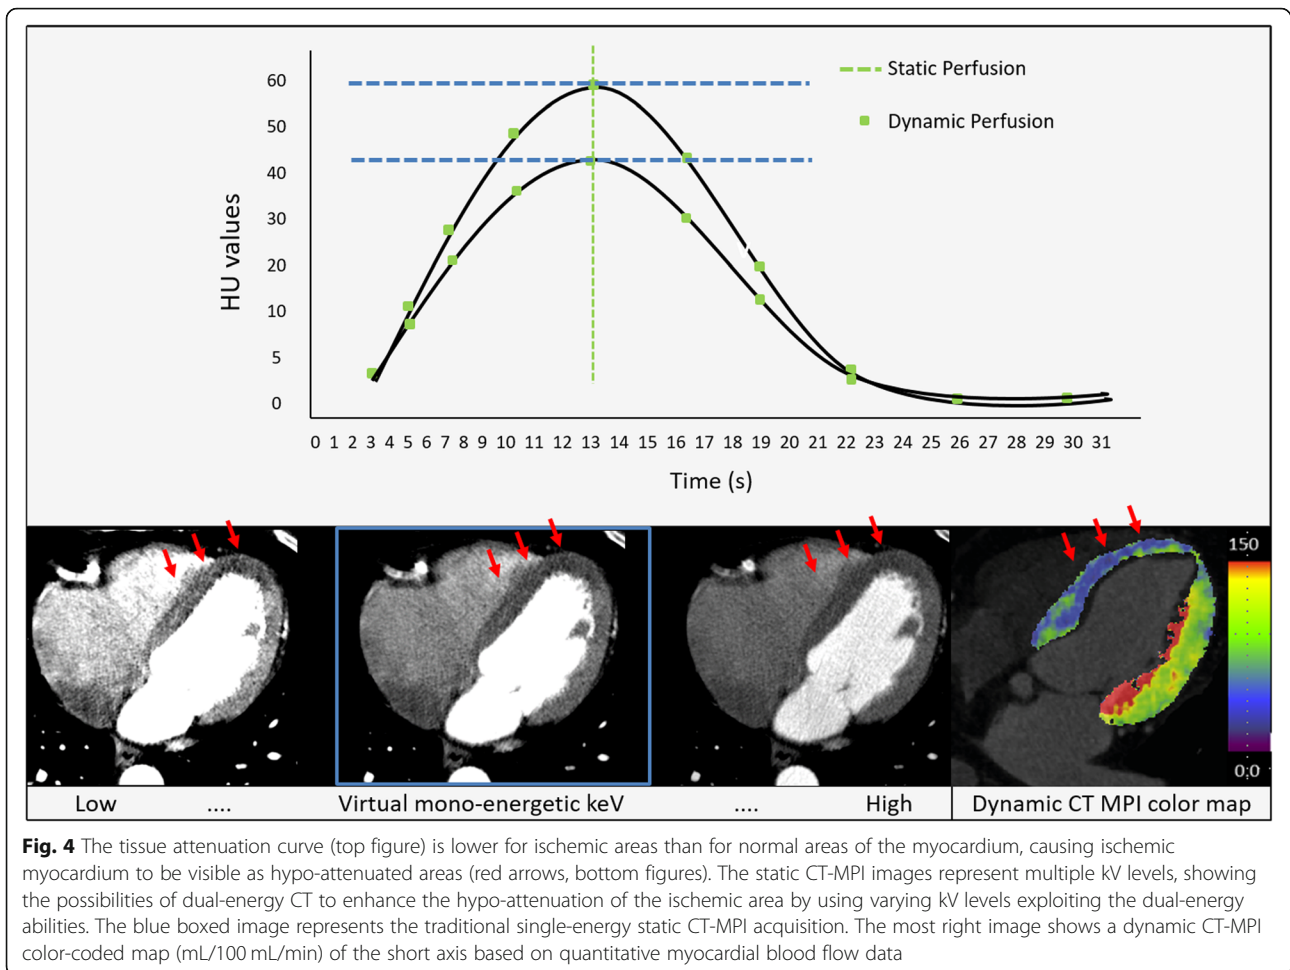 Static Perfusion
Dynamic Perfusion
60
50
40
30
20
10
5
0
HU values
0 1 2 3 5 6 7 8 9 10 11 12 13 14 15 16 17 18 19 20 21 22 23 25 26 27 28 30 31
Time (s)
150
0,0
Low .... Virtual mono-energetic keV .... High Dynamic CT MPI color map
Fig. 4 The tissue attenuation curve (top figure) is lower for ischemic areas than for normal areas of the myocardium, causing ischemic
myocardium to be visible as hypo-attenuated areas (red arrows, bottom figures). The static CT-MPI images represent multiple kV levels, showing
the possibilities of dual-energy CT to enhance the hypo-attenuation of the ischemic area by using varying kV levels exploiting the dual-energy
abilities. The blue boxed image represents the traditional single-energy static CT-MPI acquisition. The most right image shows a dynamic CT-MPI
color-coded map (mL/100 mL/min) of the short axis based on quantitative myocardial blood flow data